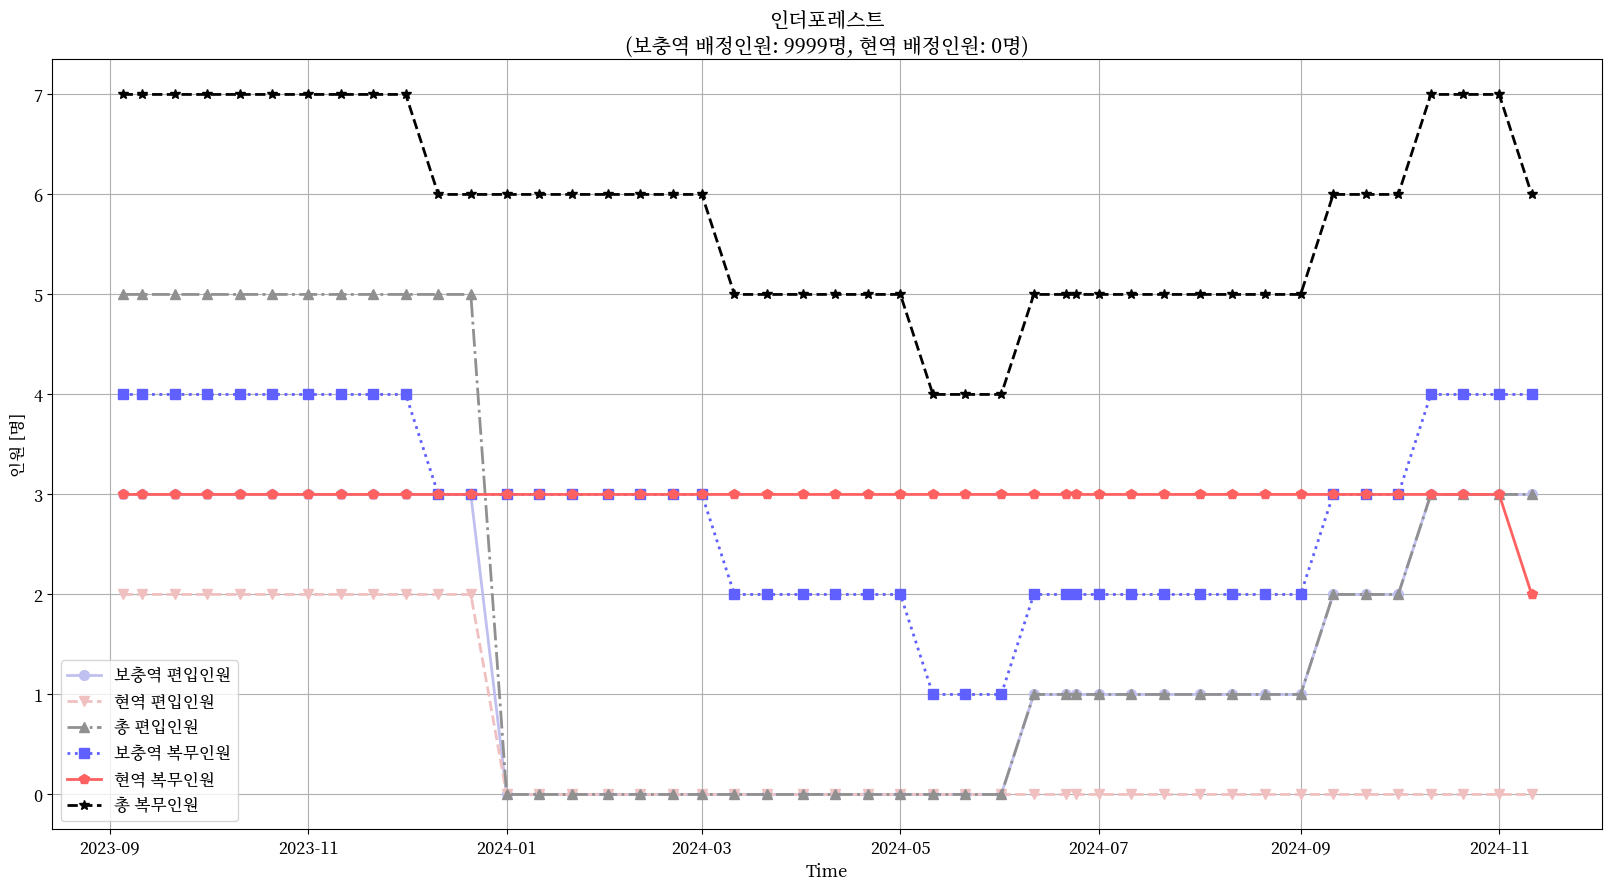 인더포레스트
(보충역 배정인원: 9999명, 현역 배정인원: 0명)
7
6
5
4
3
2
1
0
인원 [명]
보충역 편입인원
현역 편입인원
총 편입인원
보충역 복무인원
현역 복무인원
총 복무인원
2023-09 2023-11 2024-01 2024-03 2024-05 2024-07 2024-09 2024-11
Time